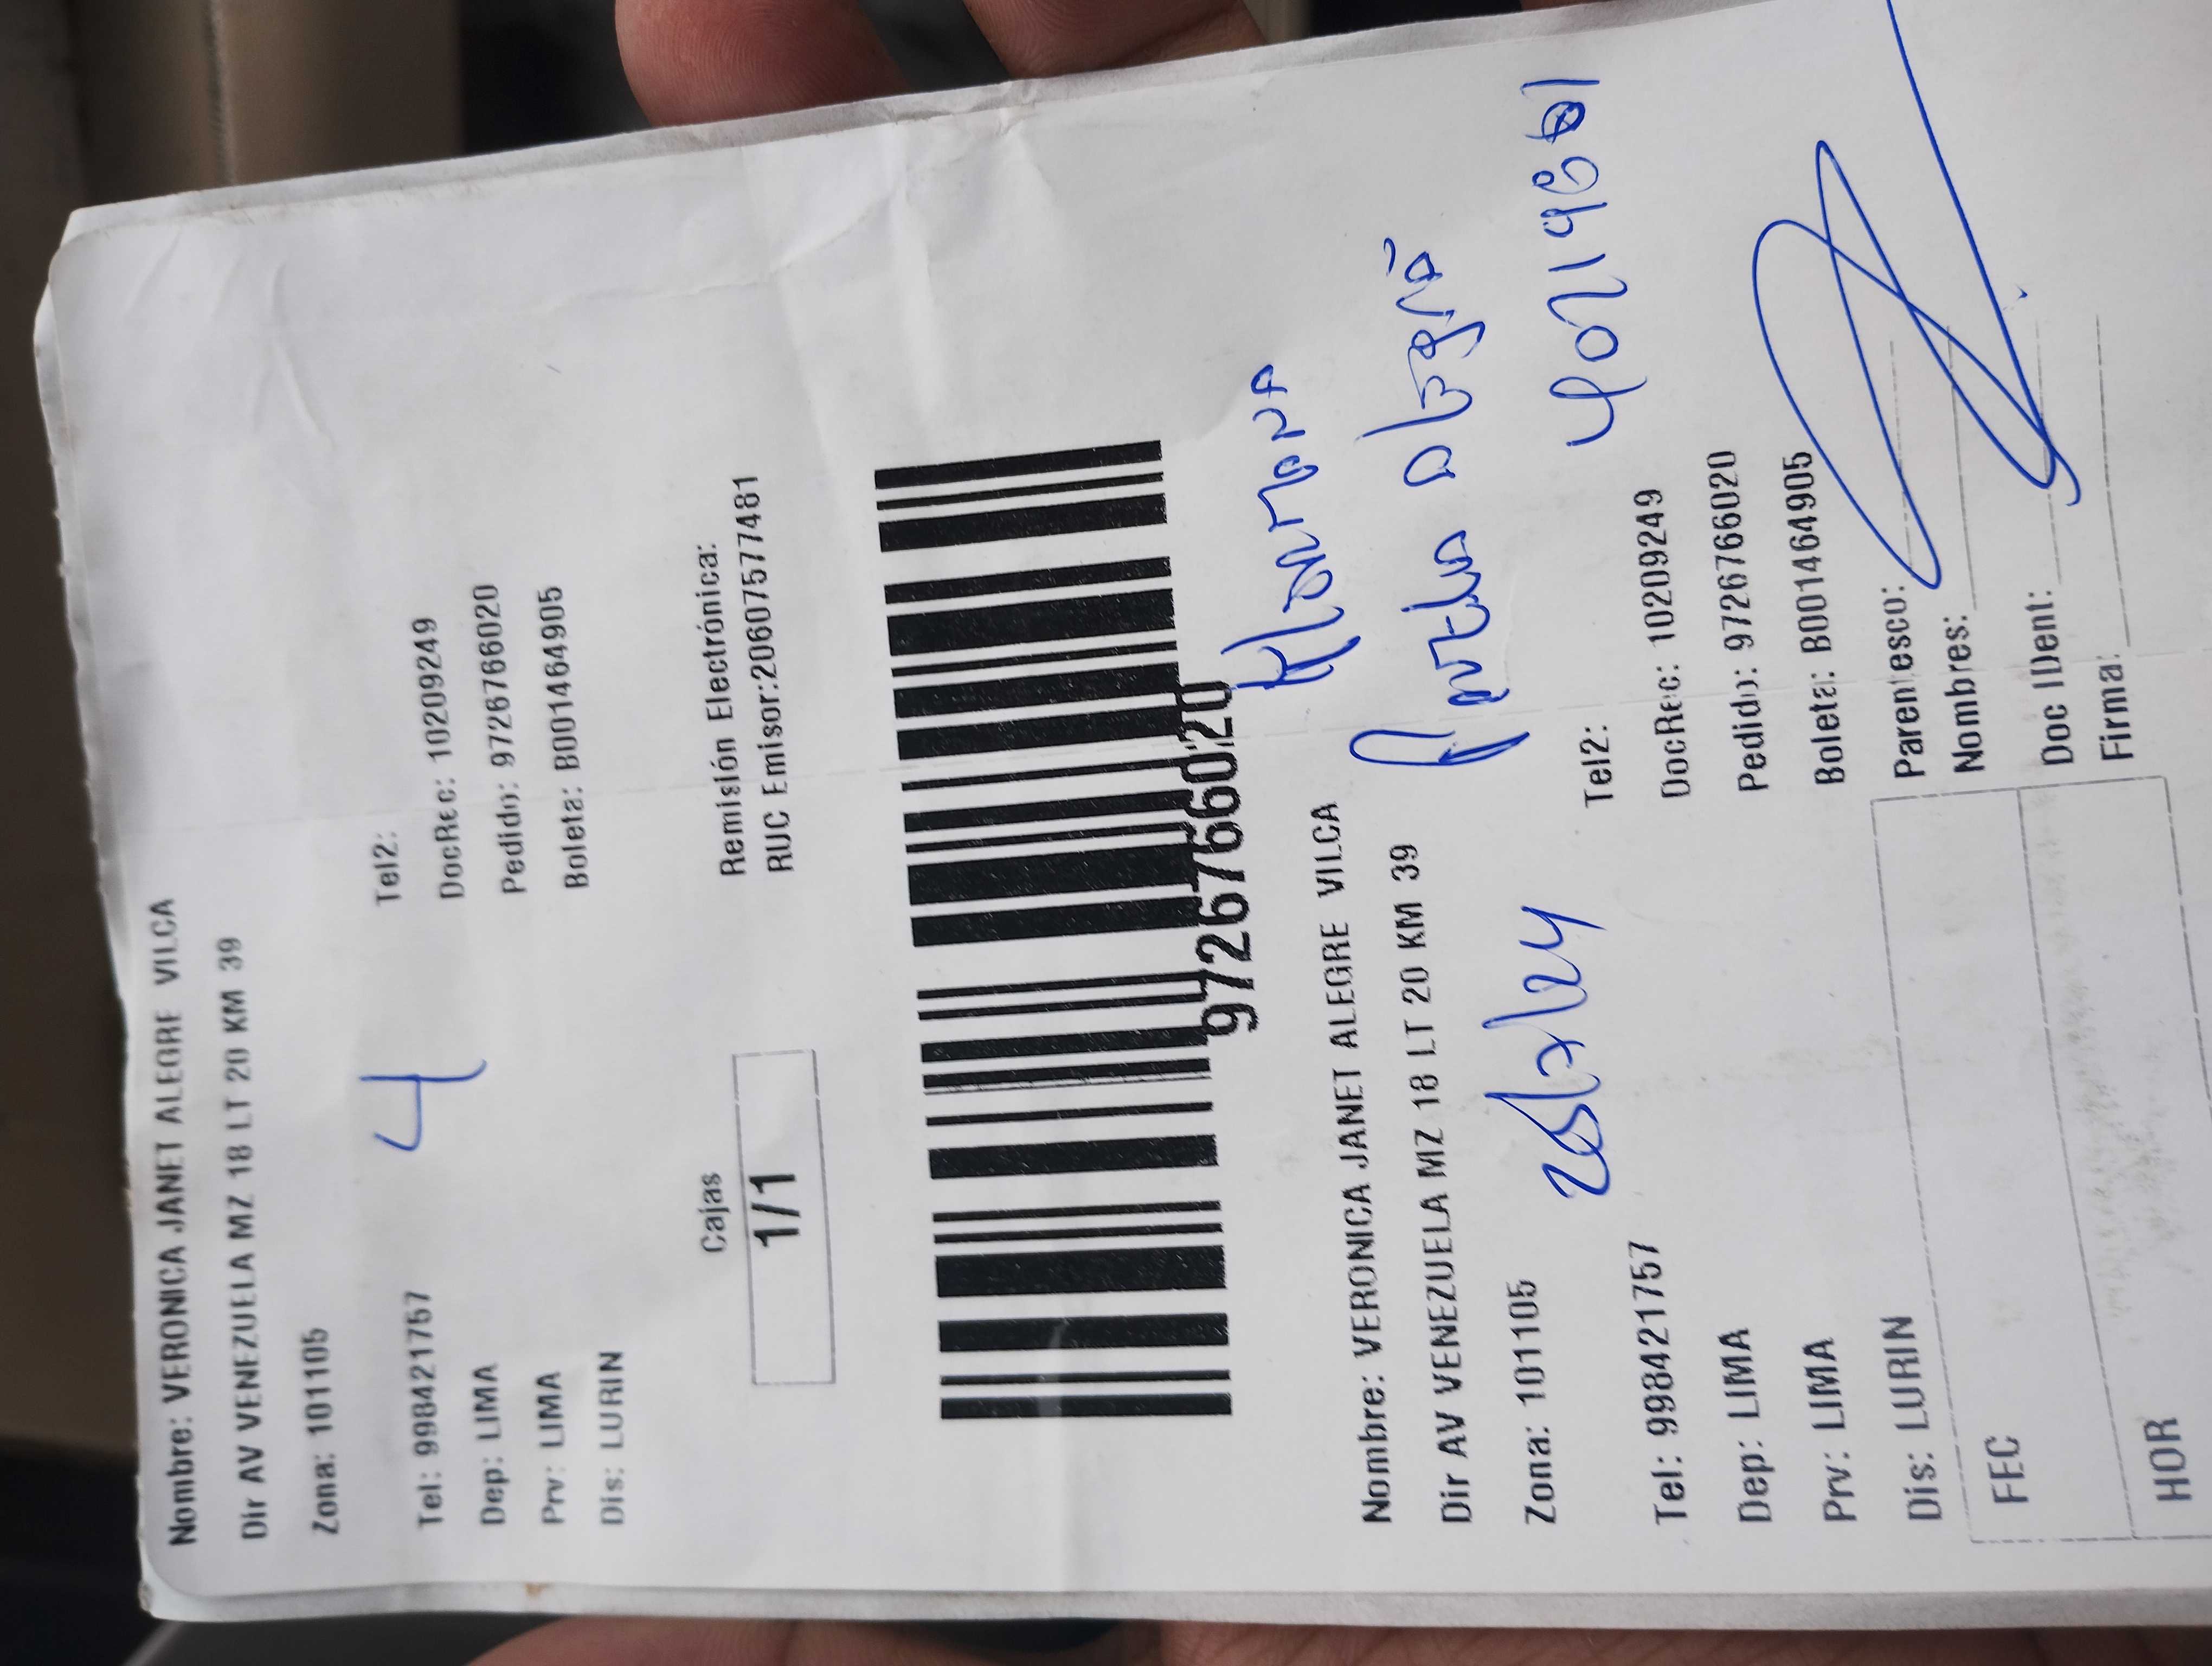 Nombre: VERONICA JANET ALEGRE VILCA
Dir AV VENEZUELA MZ 18 LT 20 KM 39
Zona: 101105
4
Tel: 998421757 Tel2:
Dep: LIMA DocRec: 10209249
Prv: LIMA Pedido: 9726766020
Dis: LURIN Boleta: B001464905
Cajas
1/1
Remisión Electrónica:
RUC Emisor:20607577481
9726766020
Hermana
Nombre: VERONICA JANET ALEGRE VILCA
Dir AV VENEZUELA MZ 18 LT 20 KM 39
Alegria
Zona: 101105
Tel: 998421757 Tel2:
Dep: LIMA DocRec: 10209249
Prv: LIMA Pedido: 9726766020
Dis: LURIN Boleta: B001464905
FEC
HOR
Parentesco:
Nombres:
Doc IDent:
Firma: